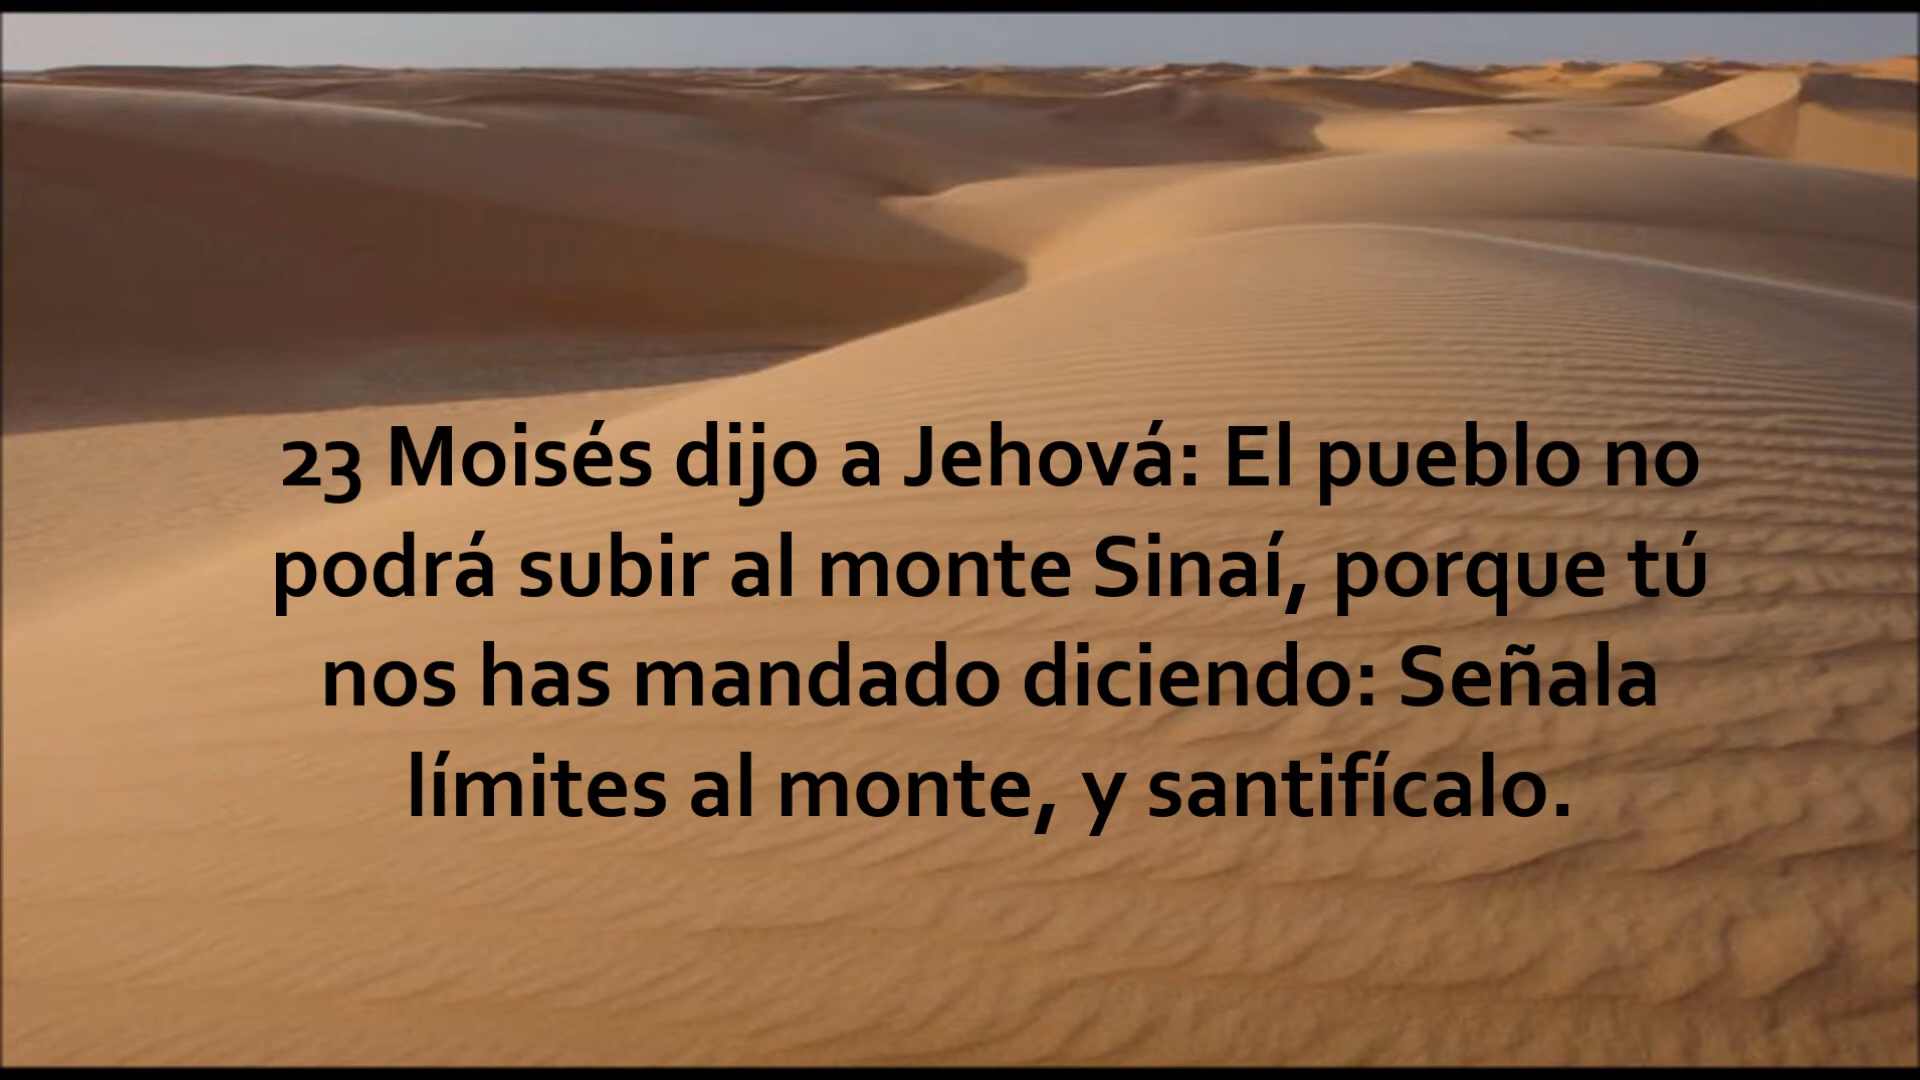 23 Moisés dijo a Jehová: El pueblo no
podrá subir al monte Sinaí, porque tú
nos has mandado diciendo: Señala
límites al monte, y santifícalo.